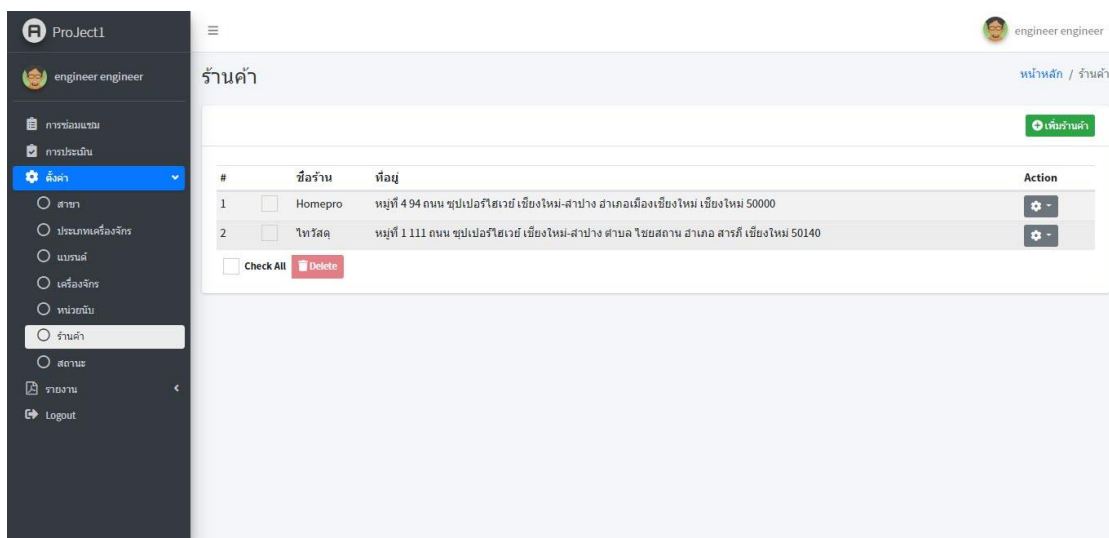 ProJect1
engineer engineer
engineer engineer
การซ่อมแซม
การประเมิน
ตั้งค่า
สาขา
ประเภทเครื่องจักร
แบรนด์
เครื่องจักร
หน่วยนับ
ร้านค้า
สถานะ
รายงาน
Logout
ร้านค้า
หน้าหลัก / ร้านค้า
เพิ่มร้านค้า
# ชื่อร้าน ที่อยู่ Action
1 Homepro หมู่ที่ 4 94 ถนน ซุปเปอร์ไฮเวย์ เชียงใหม่-ลำปาง อำเภอเมืองเชียงใหม่ เชียงใหม่ 50000
2 ไทวัสดุ หมู่ที่ 1 111 ถนน ซุปเปอร์ไฮเวย์ เชียงใหม่-ลำปาง ตำบล ไชยสถาน อำเภอ สารภี เชียงใหม่ 50140
Check All Delete